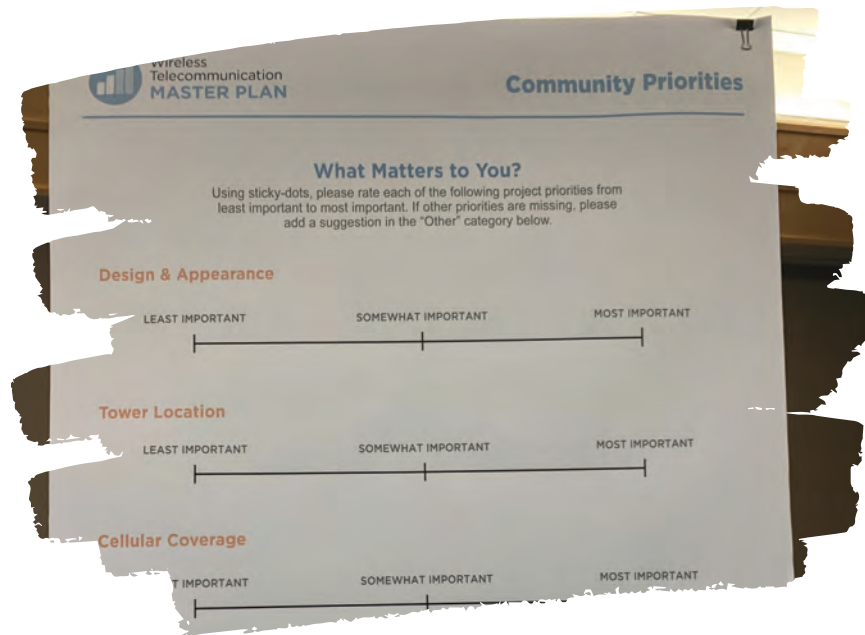 Wireless
Telecommunication
MASTER PLAN
Community Priorities
What Matters to You?
Using sticky-dots, please rate each of the following project priorities from
least important to most important. If other priorities are missing, please
add a suggestion in the "Other" category below.
Design & Appearance
LEAST IMPORTANT SOMEWHAT IMPORTANT MOST IMPORTANT
Tower Location
LEAST IMPORTANT SOMEWHAT IMPORTANT MOST IMPORTANT
Cellular Coverage
IMPORTANT SOMEWHAT IMPORTANT MOST IMPORTANT